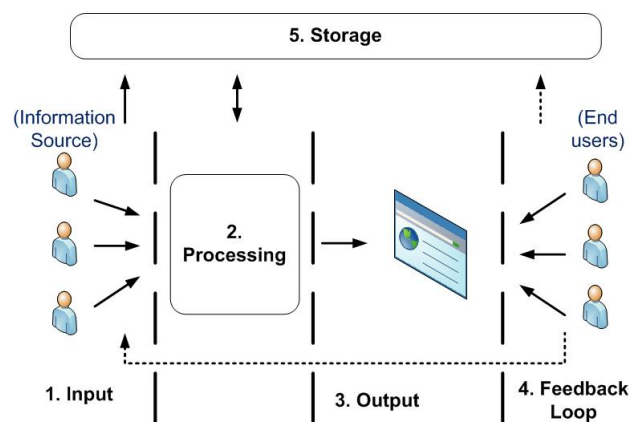 5. Storage
(Information
Source)
(End
users)
2.
Processing
1. Input
3. Output
4. Feedback
Loop